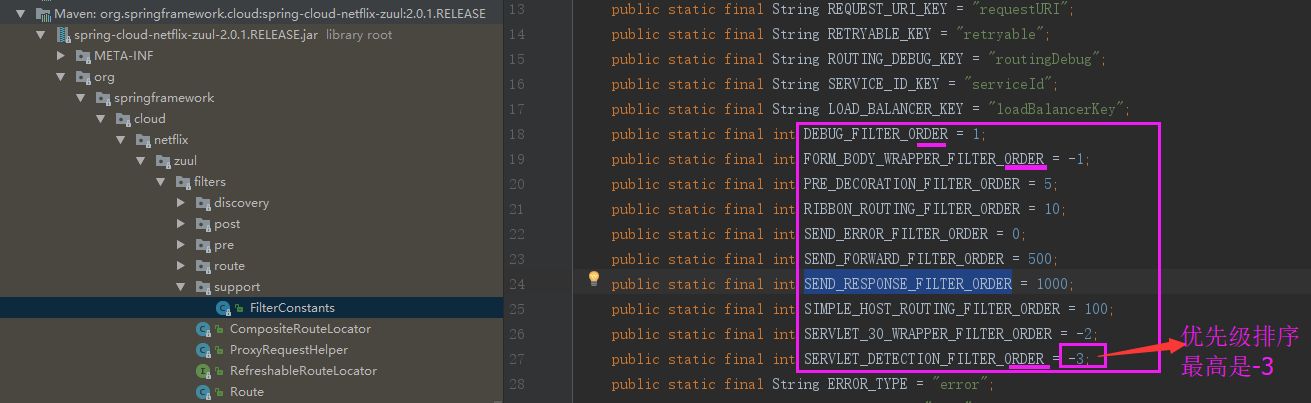 Maven: org.springframework.cloud:spring-cloud-netflix-zuul:2.0.1.RELEASE
spring-cloud-netflix-zuul-2.0.1.RELEASE.jar library root
META-INF
org
springframework
cloud
netflix
zuul
filters
discovery
post
pre
route
support
FilterConstants
CompositeRouteLocator
ProxyRequestHelper
RefreshableRouteLocator
Route
13 public static final String REQUEST_URI_KEY = "requestURI";
14 public static final String RETRYABLE_KEY = "retryable";
15 public static final String ROUTING_DEBUG_KEY = "routingDebug";
16 public static final String SERVICE_ID_KEY = "serviceId";
17 public static final String LOAD_BALANCER_KEY = "loadBalancerKey";
18 public static final int DEBUG_FILTER_ORDER = 1;
19 public static final int FORM_BODY_WRAPPER_FILTER_ORDER = -1;
20 public static final int PRE_DECORATION_FILTER_ORDER = 5;
21 public static final int RIBBON_ROUTING_FILTER_ORDER = 10;
22 public static final int SEND_ERROR_FILTER_ORDER = 0;
23 public static final int SEND_FORWARD_FILTER_ORDER = 500;
24 public static final int SEND_RESPONSE_FILTER_ORDER = 1000;
25 public static final int SIMPLE_HOST_ROUTING_FILTER_ORDER = 100;
26 public static final int SERVLET_30_WRAPPER_FILTER_ORDER = -2;
27 public static final int SERVLET_DETECTION_FILTER_ORDER = -3;
28 public static final String ERROR_TYPE = "error";
优先级排序
最高是-3